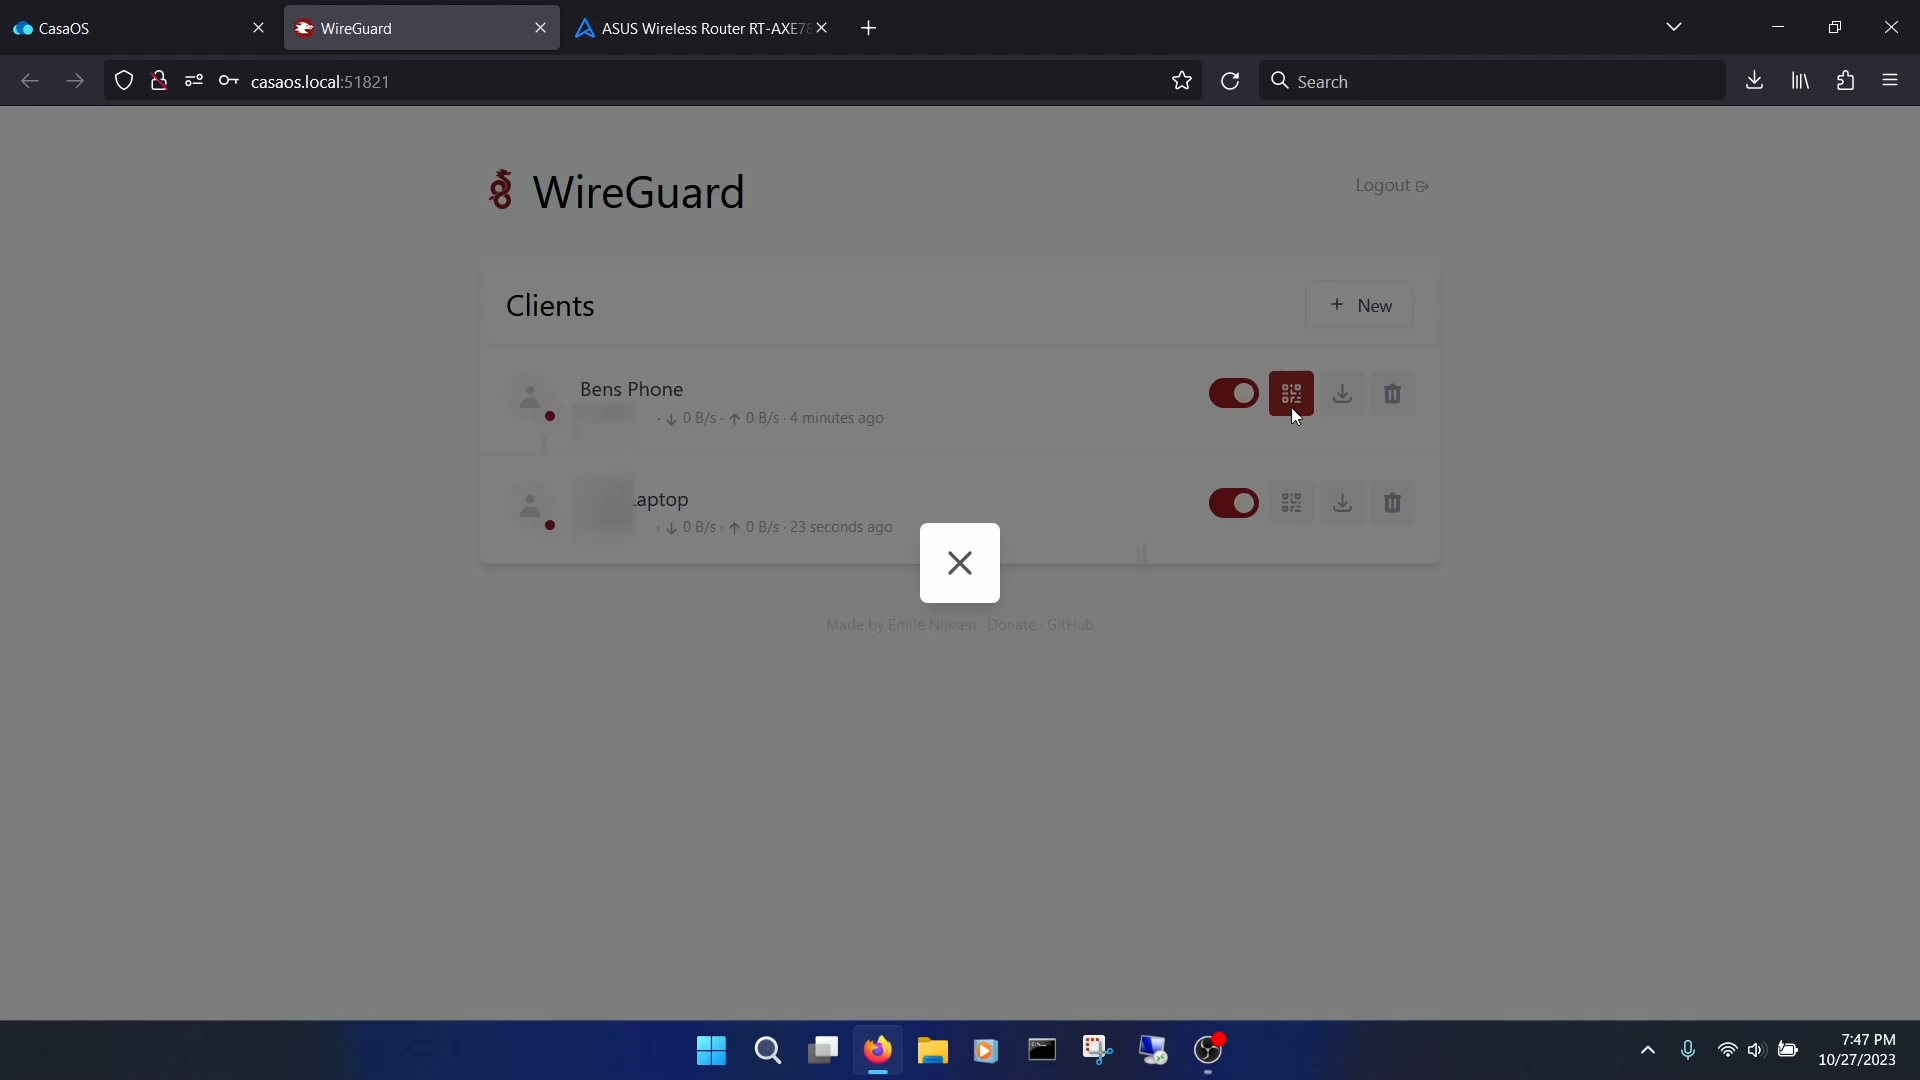 CasaOS
WireGuard
ASUS Wireless Router RT-AXE78
casaos.local:51821
Search
WireGuard
Logout
Clients
+ New
Bens Phone
· ↓ 0 B/s · ↑ 0 B/s · 4 minutes ago
Laptop
· ↓ 0 B/s · ↑ 0 B/s · 23 seconds ago
Made by Emile Nijssen · Donate · GitHub
7:47 PM
10/27/2023